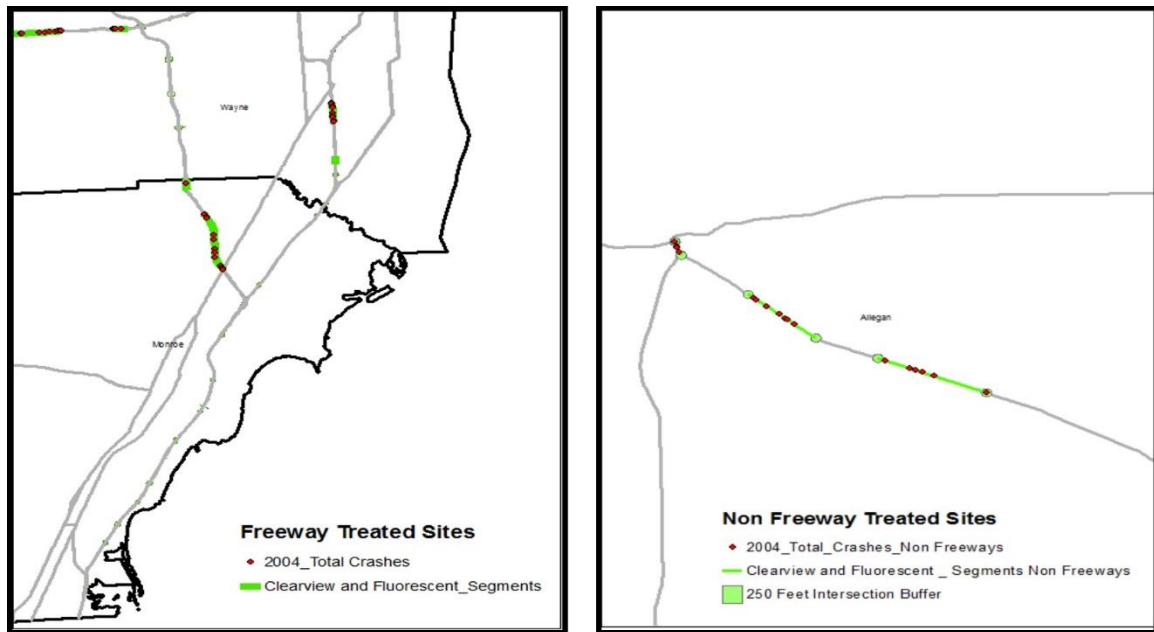 Wayne
Monroe
Freeway Treated Sites
2004_Total Crashes
Clearview and Fluorescent_Segments
Allegan
Non Freeway Treated Sites
2004_Total_Crashes_Non Freeways
Clearview and Fluorescent _ Segments Non Freeways
250 Feet Intersection Buffer